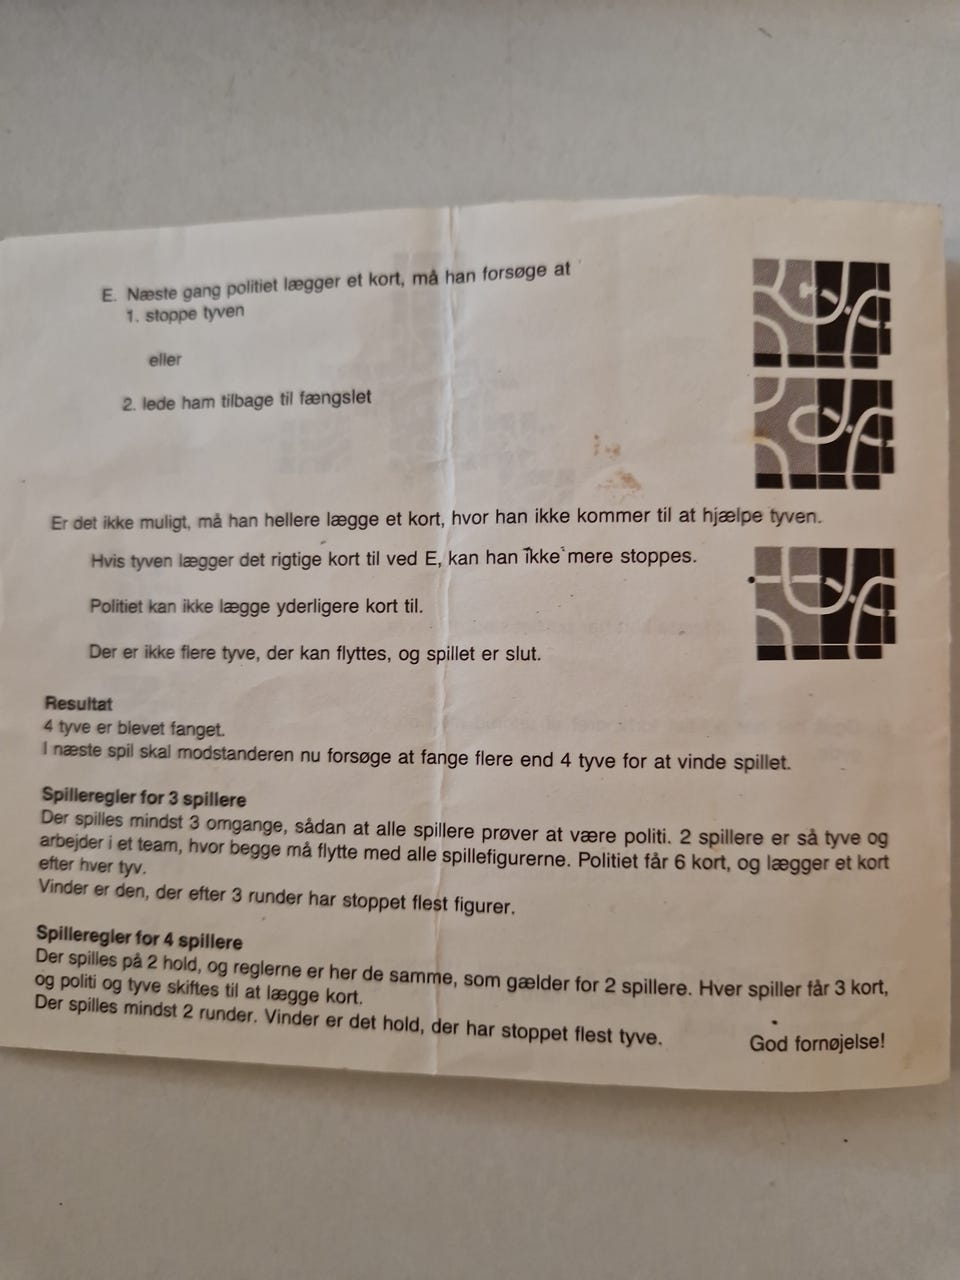 E. Næste gang politiet lægger et kort, må han forsøge at
1. stoppe tyven
eller
2. lede ham tilbage til fængslet
Er det ikke muligt, må han hellere lægge et kort, hvor han ikke kommer til at hjælpe tyven.
Hvis tyven lægger det rigtige kort til ved E, kan han ikke mere stoppes.
Politiet kan ikke lægge yderligere kort til.
Der er ikke flere tyve, der kan flyttes, og spillet er slut.
Resultat
4 tyve er blevet fanget.
I næste spil skal modstanderen nu forsøge at fange flere end 4 tyve for at vinde spillet.
Spilleregler for 3 spillere
Der spilles mindst 3 omgange, sådan at alle spillere prøver at være politi. 2 spillere er så tyve og
arbejder i et team, hvor begge må flytte med alle spillefigurerne. Politiet får 6 kort, og lægger et kort
efter hver tyv.
Vinder er den, der efter 3 runder har stoppet flest figurer.
Spilleregler for 4 spillere
Der spilles på 2 hold, og reglerne er her de samme, som gælder for 2 spillere. Hver spiller får 3 kort,
og politi og tyve skiftes til at lægge kort.
Der spilles mindst 2 runder. Vinder er det hold, der har stoppet flest tyve.
God fornøjelse!